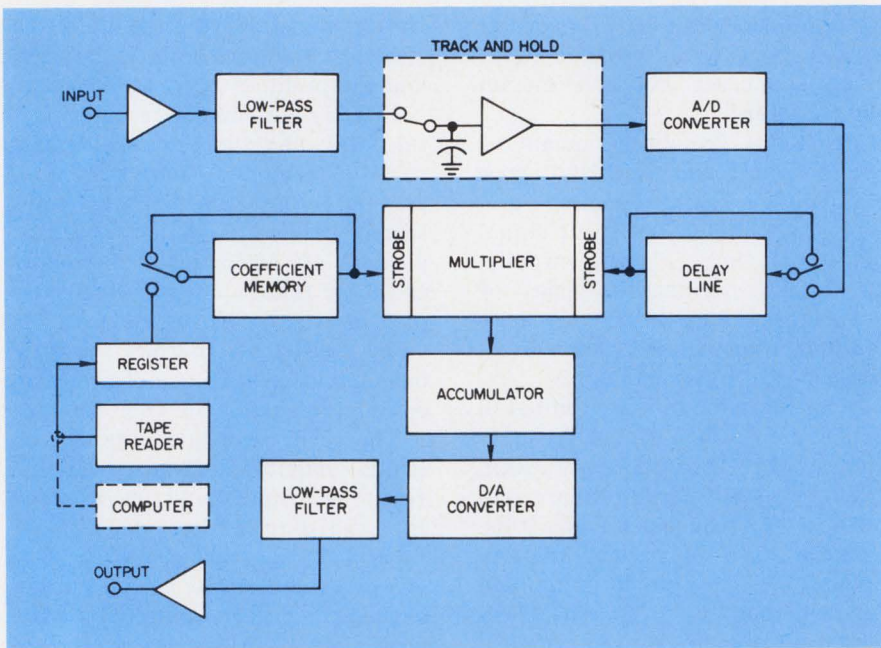 TRACK AND HOLD
INPUT
LOW-PASS
FILTER
A/D
CONVERTER
COEFFICIENT
MEMORY
STROBE
MULTIPLIER
STROBE
DELAY
LINE
REGISTER
ACCUMULATOR
TAPE
READER
COMPUTER
LOW-PASS
FILTER
D/A
CONVERTER
OUTPUT